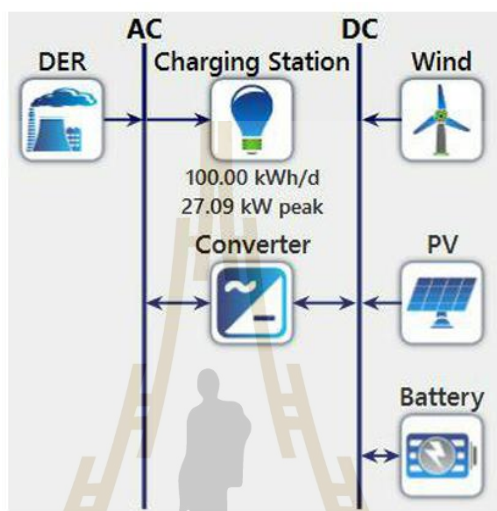 AC
DC
DER
Charging Station
Wind
100.00 kWh/d
27.09 kW peak
Converter
PV
Battery